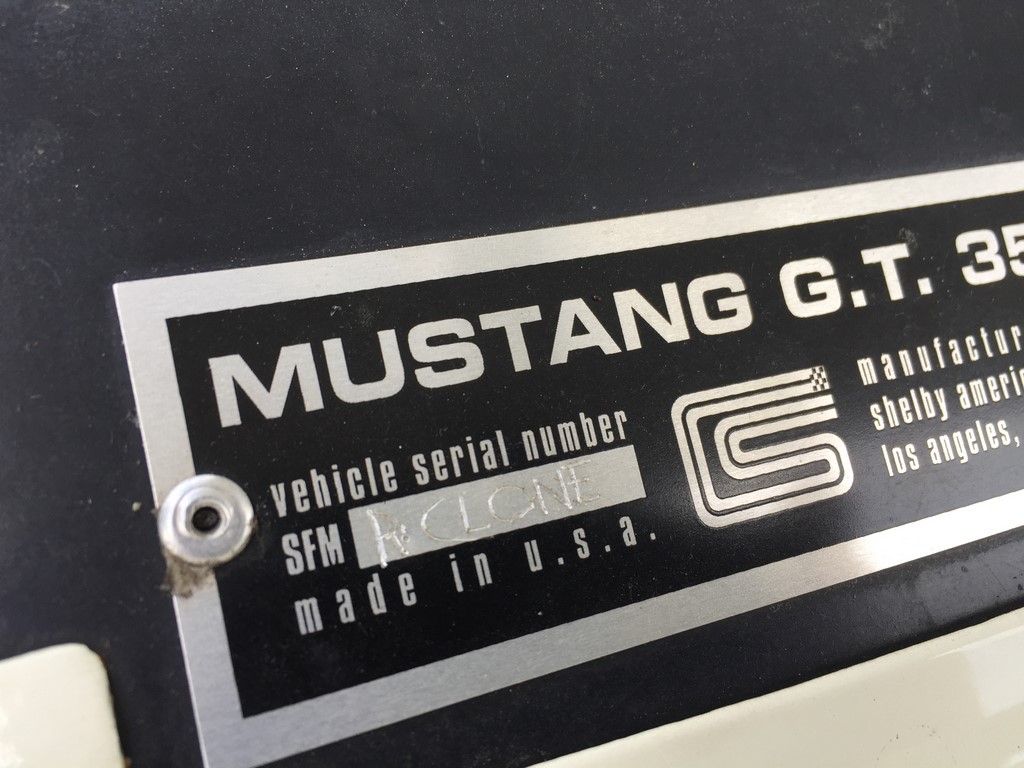 MUSTANG G.T. 35
vehicle serial number
SFM CLONE
made in u.s.a.
manufactur
shelby americ
los angeles,